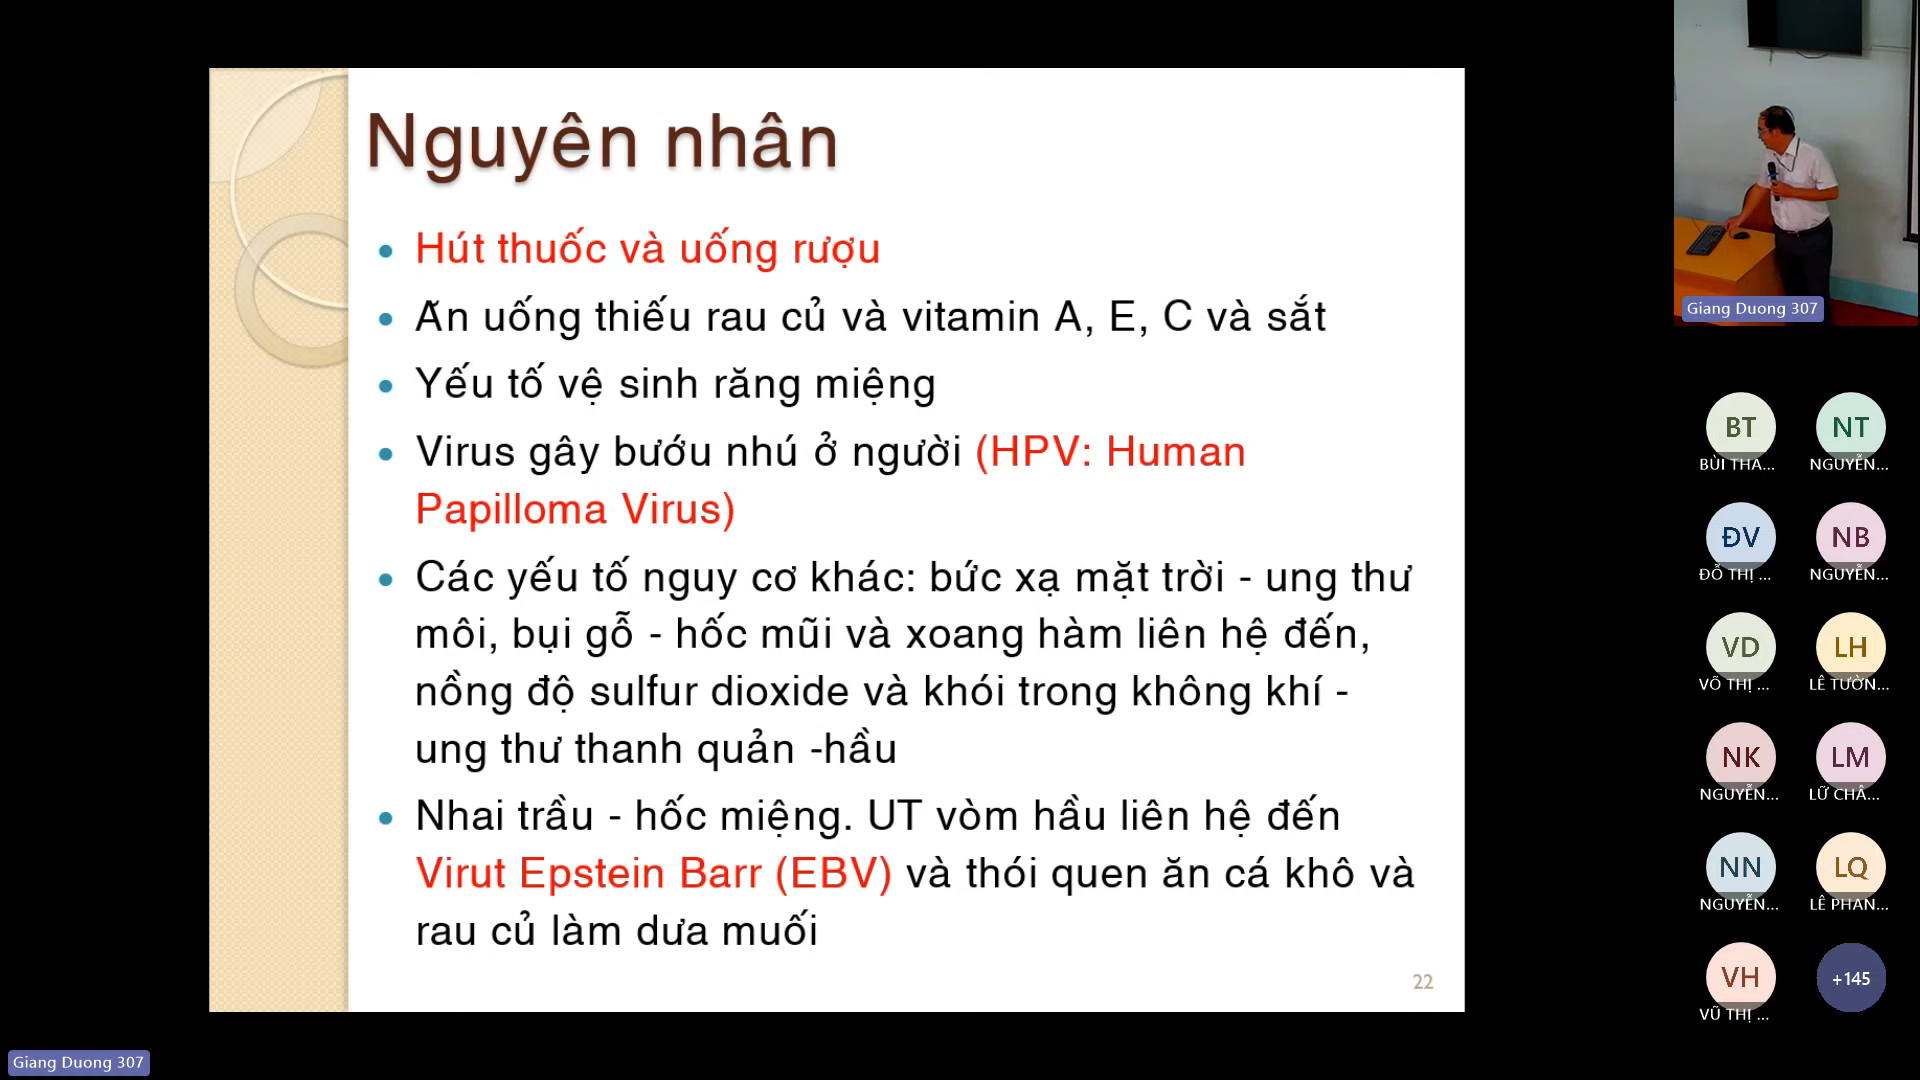 Nguyên nhân
Hút thuốc và uống rượu
Ăn uống thiếu rau củ và vitamin A, E, C và sắt
Yếu tố vệ sinh răng miệng
Virus gây bướu nhú ở người (HPV: Human
Papilloma Virus)
Các yếu tố nguy cơ khác: bức xạ mặt trời - ung thư
môi, bụi gỗ - hốc mũi và xoang hàm liên hệ đến,
nồng độ sulfur dioxide và khói trong không khí -
ung thư thanh quản -hầu
Nhai trầu - hốc miệng. UT vòm hầu liên hệ đến
Virut Epstein Barr (EBV) và thói quen ăn cá khô và
rau củ làm dưa muối
22
Giang Duong 307
BT
BÙI THA...
NT
NGUYỄN...
ĐV
ĐỖ THỊ ...
NB
NGUYỄN...
VD
VÕ THỊ ...
LH
LÊ TƯỜN...
NK
NGUYỄN...
LM
LỮ CHÂ...
NN
NGUYỄN...
LQ
LÊ PHAN...
VH
VŨ THỊ ...
+145
Giang Duong 307